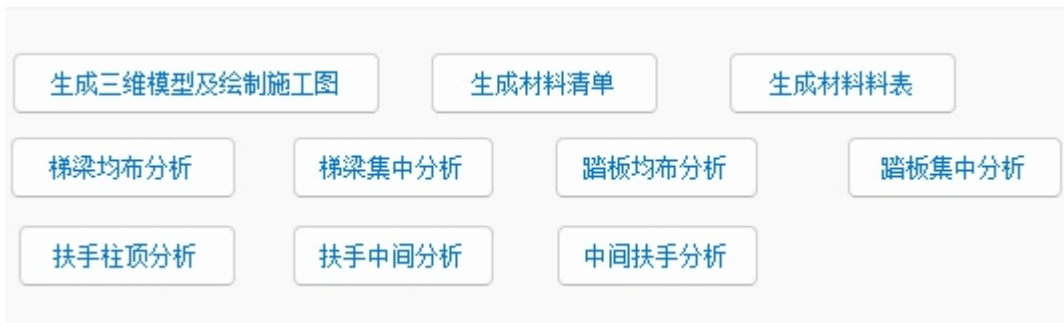 生成三维模型及绘制施工图 生成材料清单 生成材料料表
梯梁均布分析 梯梁集中分析 踏板均布分析 踏板集中分析
扶手柱顶分析 扶手中间分析 中间扶手分析